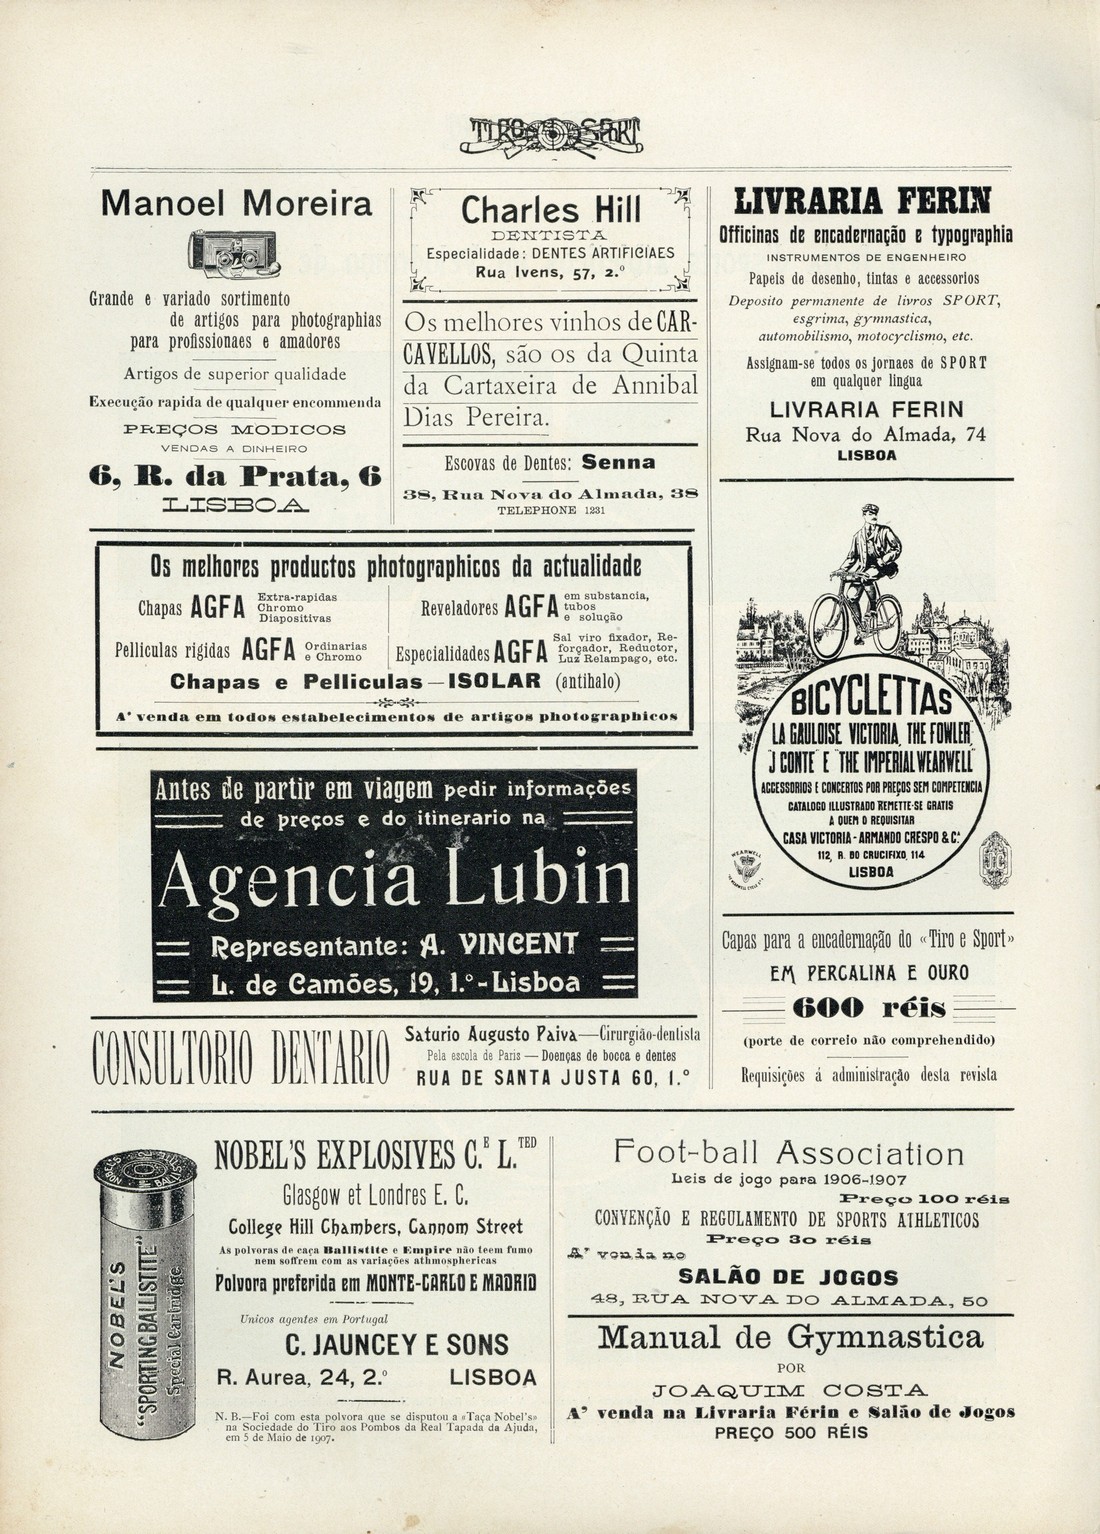 TIRO SPORT
Manoel Moreira
Grande e variado sortimento
de artigos para photographias
para profissionaes e amadores
Artigos de superior qualidade
Execução rapida de qualquer encommenda
PREÇOS MODICOS
VENDAS A DINHEIRO
6, R. da Prata, 6
LISBOA
Charles Hill
DENTISTA
Especialidade: DENTES ARTIFICIAES
Rua Ivens, 57, 2.º
Os melhores vinhos de CAR-
CAVELLOS, são os da Quinta
da Cartaxeira de Annibal
Dias Pereira.
Escovas de Dentes: Senna
38, Rua Nova do Almada, 38
TELEPHONE 1231
LIVRARIA FERIN
Officinas de encadernação e typographia
INSTRUMENTOS DE ENGENHEIRO
Papeis de desenho, tintas e accessorios
Deposito permanente de livros SPORT,
esgrima, gymnastica,
automobilismo, motocyclismo, etc.
Assignam-se todos os jornaes de SPORT
em qualquer lingua
LIVRARIA FERIN
Rua Nova do Almada, 74
LISBOA
Os melhores productos photographicos da actualidade
Chapas AGFA Extra-rapidas
Chromo
Diapositivas
Reveladores AGFA em substancia,
tubos
e solução
Pelliculas rigidas AGFA Ordinarias
e Chromo
Especialidades AGFA Sal viro fixador, Re-
forçador, Reductor,
Luz Relampago, etc.
Chapas e Pelliculas — ISOLAR (antihalo)
A' venda em todos estabelecimentos de artigos photographicos
BICYCLETTAS
LA GAULOISE VICTORIA, THE FOWLER,
"J CONTE" E "THE IMPERIAL WEARWELL"
ACCESSORIOS E CONCERTOS POR PREÇOS SEM COMPETENCIA
CATALOGO ILLUSTRADO REMETTE-SE GRATIS
A QUEM O REQUISITAR
CASA VICTORIA - ARMANDO CRESPO & C.ª
112, R. DO CRUCIFIXO, 114
LISBOA
WEARWELL
Antes de partir em viagem pedir informações
de preços e do itinerario na
Agencia Lubin
Representante: A. VINCENT
L. de Camões, 19, 1.º - Lisboa
Capas para a encadernação do «Tiro e Sport»
EM PERCALINA E OURO
600 réis
(porte de correio não comprehendido)
Requisições á administração desta revista
CONSULTORIO DENTARIO
Saturio Augusto Paiva—Cirurgião-dentista
Pela escola de Paris — Doenças de bocca e dentes
RUA DE SANTA JUSTA 60, 1.º
NOBEL'S
"SPORTING BALLISTITE"
Special Cartridge.
NOBEL'S EXPLOSIVES C.E L.TED
Glasgow et Londres E. C.
College Hill Chambers, Cannom Street
As polvoras de caça Ballistite e Empire não teem fumo
nem soffrem com as variações athmosphericas
Polvora preferida em MONTE-CARLO E MADRID
Unicos agentes em Portugal
C. JAUNCEY E SONS
R. Aurea, 24, 2.º LISBOA
N. B.—Foi com esta polvora que se disputou a «Taça Nobel's»
na Sociedade do Tiro aos Pombos da Real Tapada da Ajuda,
em 5 de Maio de 1907.
Foot-ball Association
Leis de jogo para 1906-1907
Preço 100 réis
CONVENÇÃO E REGULAMENTO DE SPORTS ATHLETICOS
Preço 30 réis
A' venda no
SALÃO DE JOGOS
48, RUA NOVA DO ALMADA, 50
Manual de Gymnastica
POR
JOAQUIM COSTA
A' venda na Livraria Férin e Salão de Jogos
PREÇO 500 RÉIS